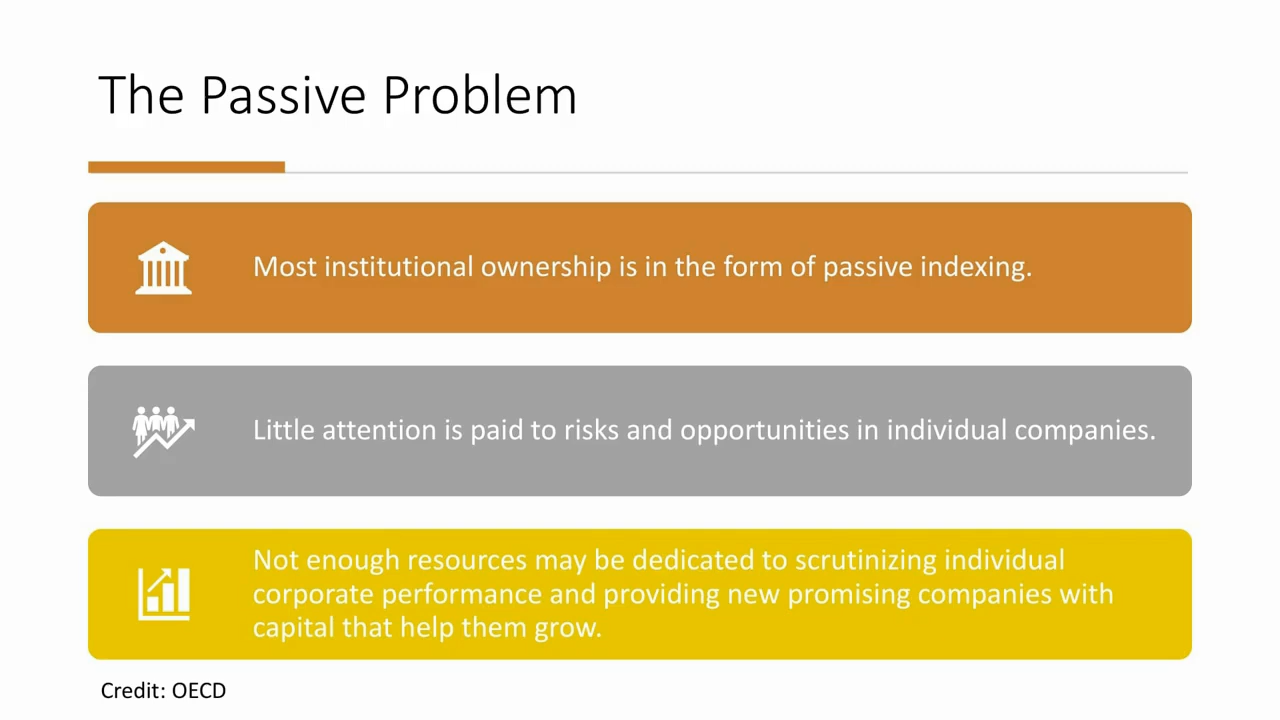 The Passive Problem
Most institutional ownership is in the form of passive indexing.
Little attention is paid to risks and opportunities in individual companies.
Not enough resources may be dedicated to scrutinizing individual
corporate performance and providing new promising companies with
capital that help them grow.
Credit: OECD